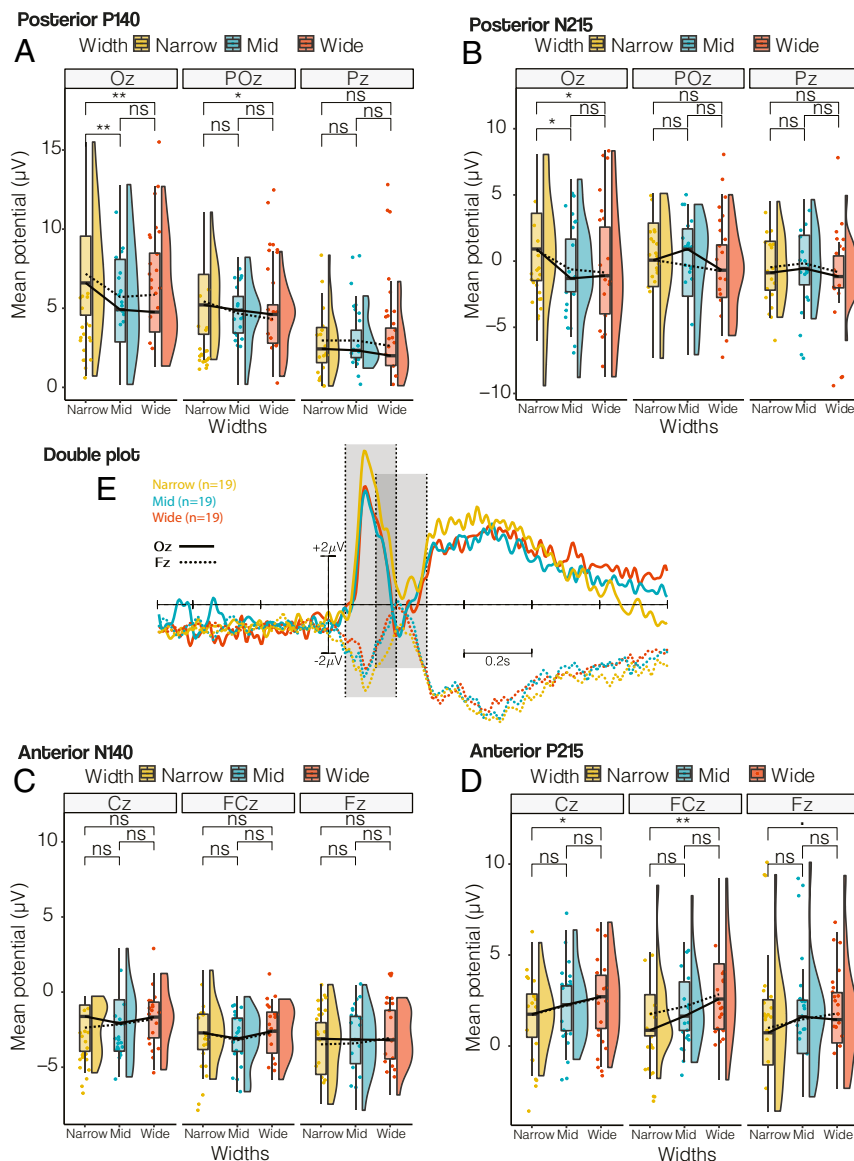 Posterior P140
A
Width Narrow Mid Wide
Oz POz Pz
** * ns
ns ns ns
** ns ns
Mean potential (µV)
15
10
5
0
Narrow Mid Wide Narrow Mid Wide Narrow Mid Wide
Widths
Posterior N215
B
Width Narrow Mid Wide
Oz POz Pz
* ns ns
ns ns ns
* ns ns
Mean potential (µV)
10
5
0
−5
−10
Narrow Mid Wide Narrow Mid Wide Narrow Mid Wide
Widths
Double plot
E
Narrow (n=19)
Mid (n=19)
Wide (n=19)
Oz
Fz
+2µV
-2µV
0.2s
Anterior N140
C
Width Narrow Mid Wide
Cz FCz Fz
ns ns ns
ns ns ns
ns ns ns
Mean potential (µV)
10
5
0
−5
Narrow Mid Wide Narrow Mid Wide Narrow Mid Wide
Widths
Anterior P215
D
Width Narrow Mid Wide
Cz FCz Fz
* ** .
ns ns ns
ns ns ns
Mean potential (µV)
10
5
0
Narrow Mid Wide Narrow Mid Wide Narrow Mid Wide
Widths